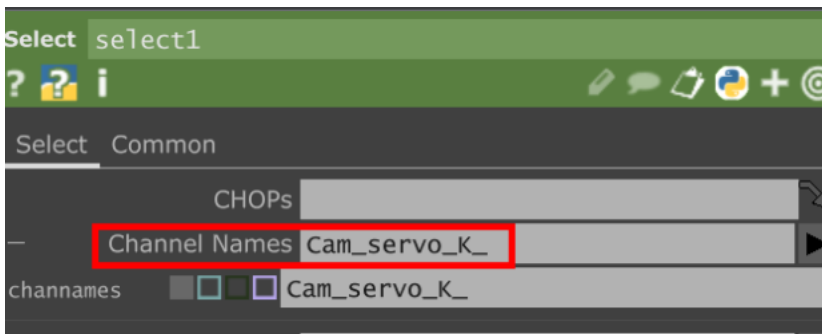 Select select1
? ? i
Select Common
CHOPs
Channel Names Cam_servo_K_
channames Cam_servo_K_